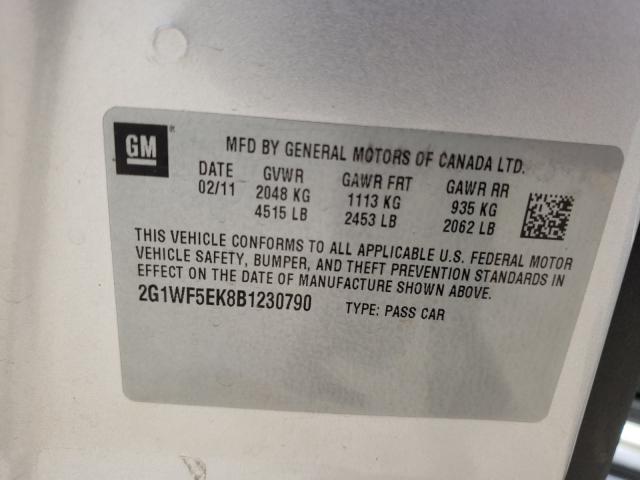 GM ®
MFD BY GENERAL MOTORS OF CANADA LTD.
DATE GVWR GAWR FRT GAWR RR
02/11 2048 KG 1113 KG 935 KG
4515 LB 2453 LB 2062 LB
THIS VEHICLE CONFORMS TO ALL APPLICABLE U.S. FEDERAL MOTOR
VEHICLE SAFETY, BUMPER, AND THEFT PREVENTION STANDARDS IN
EFFECT ON THE DATE OF MANUFACTURE SHOWN ABOVE.
2G1WF5EK8B1230790 TYPE: PASS CAR